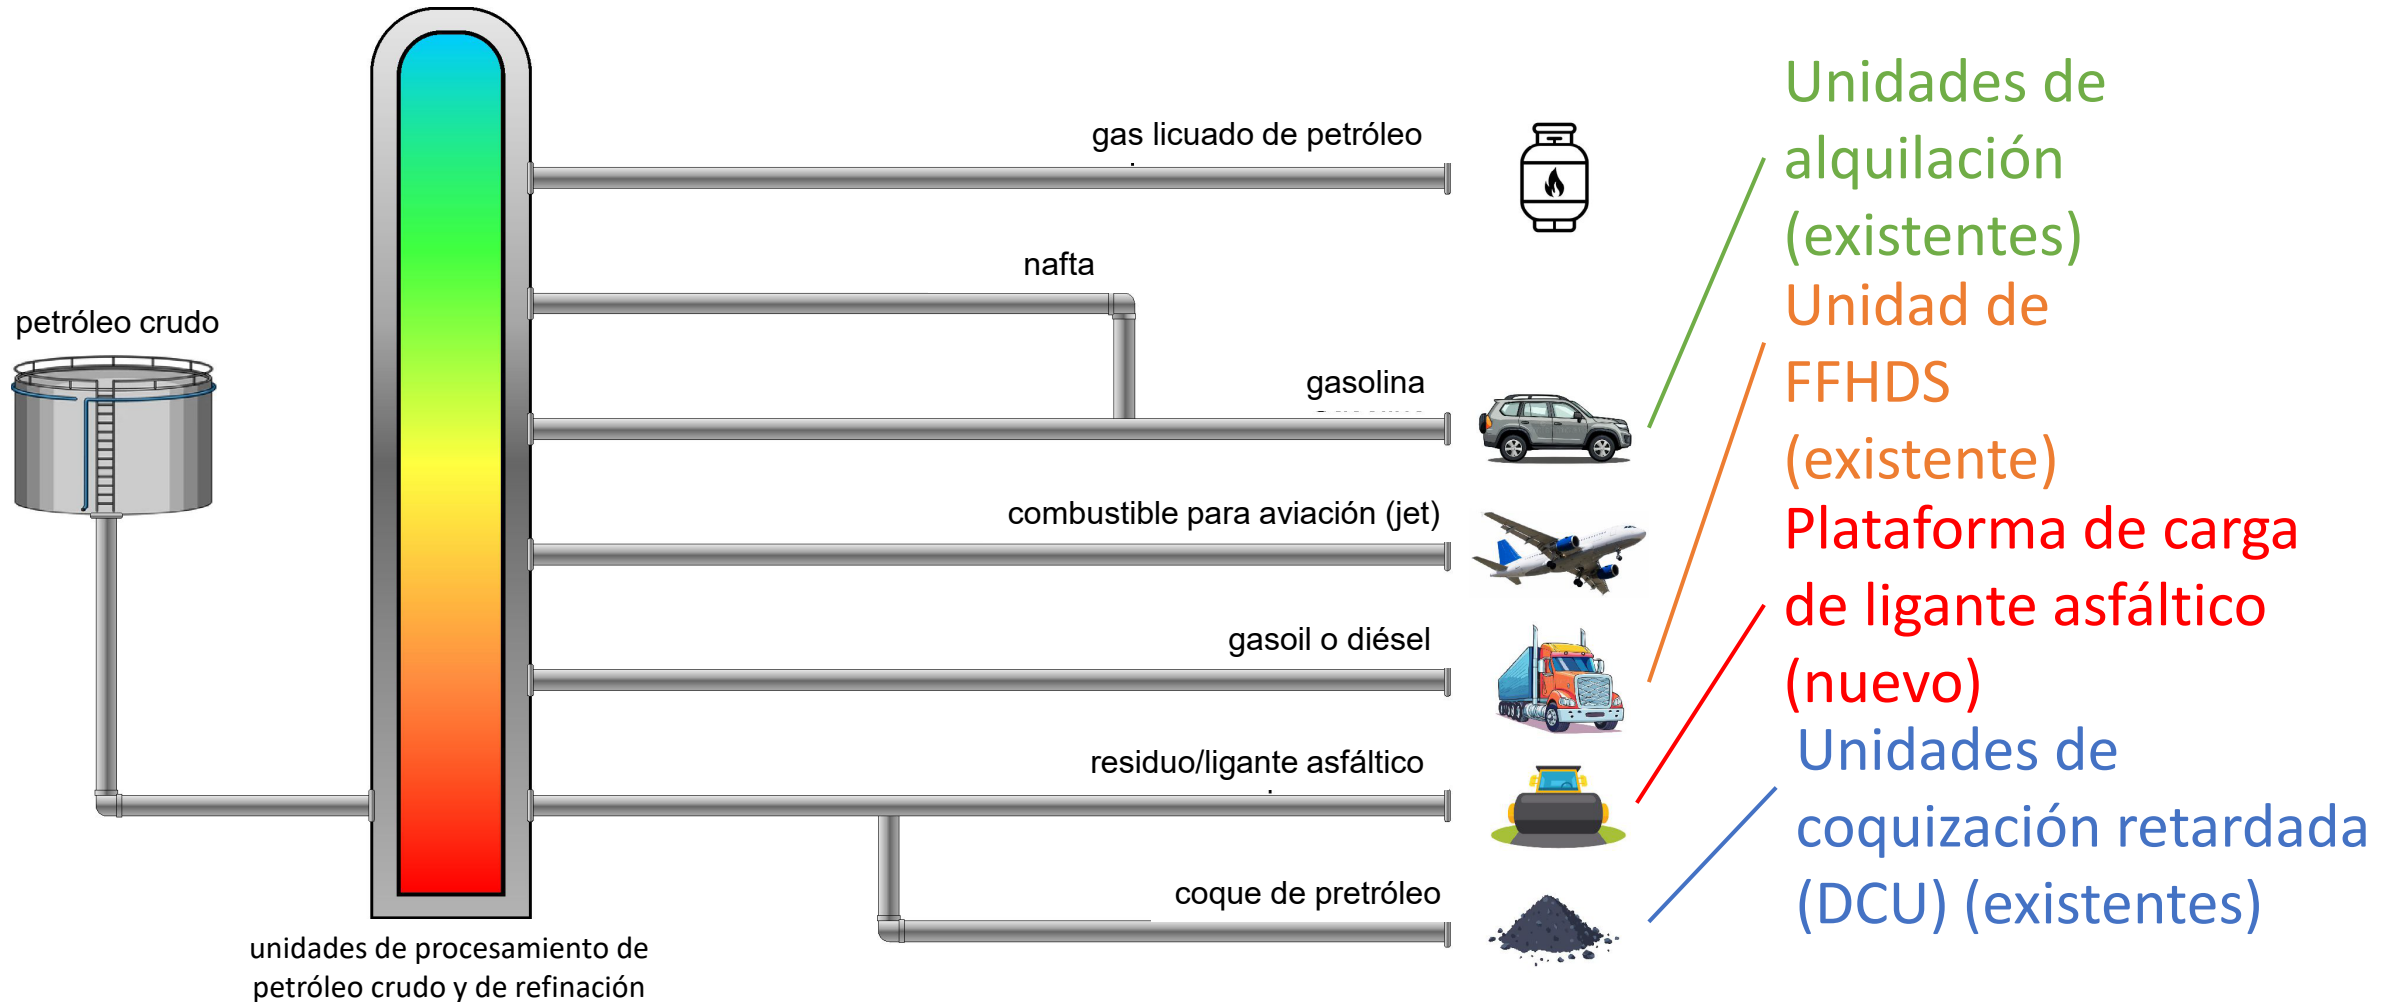 gas licuado de petróleo
nafta
petróleo crudo
gasolina
combustible para aviación (jet)
gasoil o diésel
residuo/ligante asfáltico
coque de pretróleo
unidades de procesamiento de
petróleo crudo y de refinación
Unidades de
alquilación
(existentes)
Unidad de
FFHDS
(existente)
Plataforma de carga
de ligante asfáltico
(nuevo)
Unidades de
coquización retardada
(DCU) (existentes)